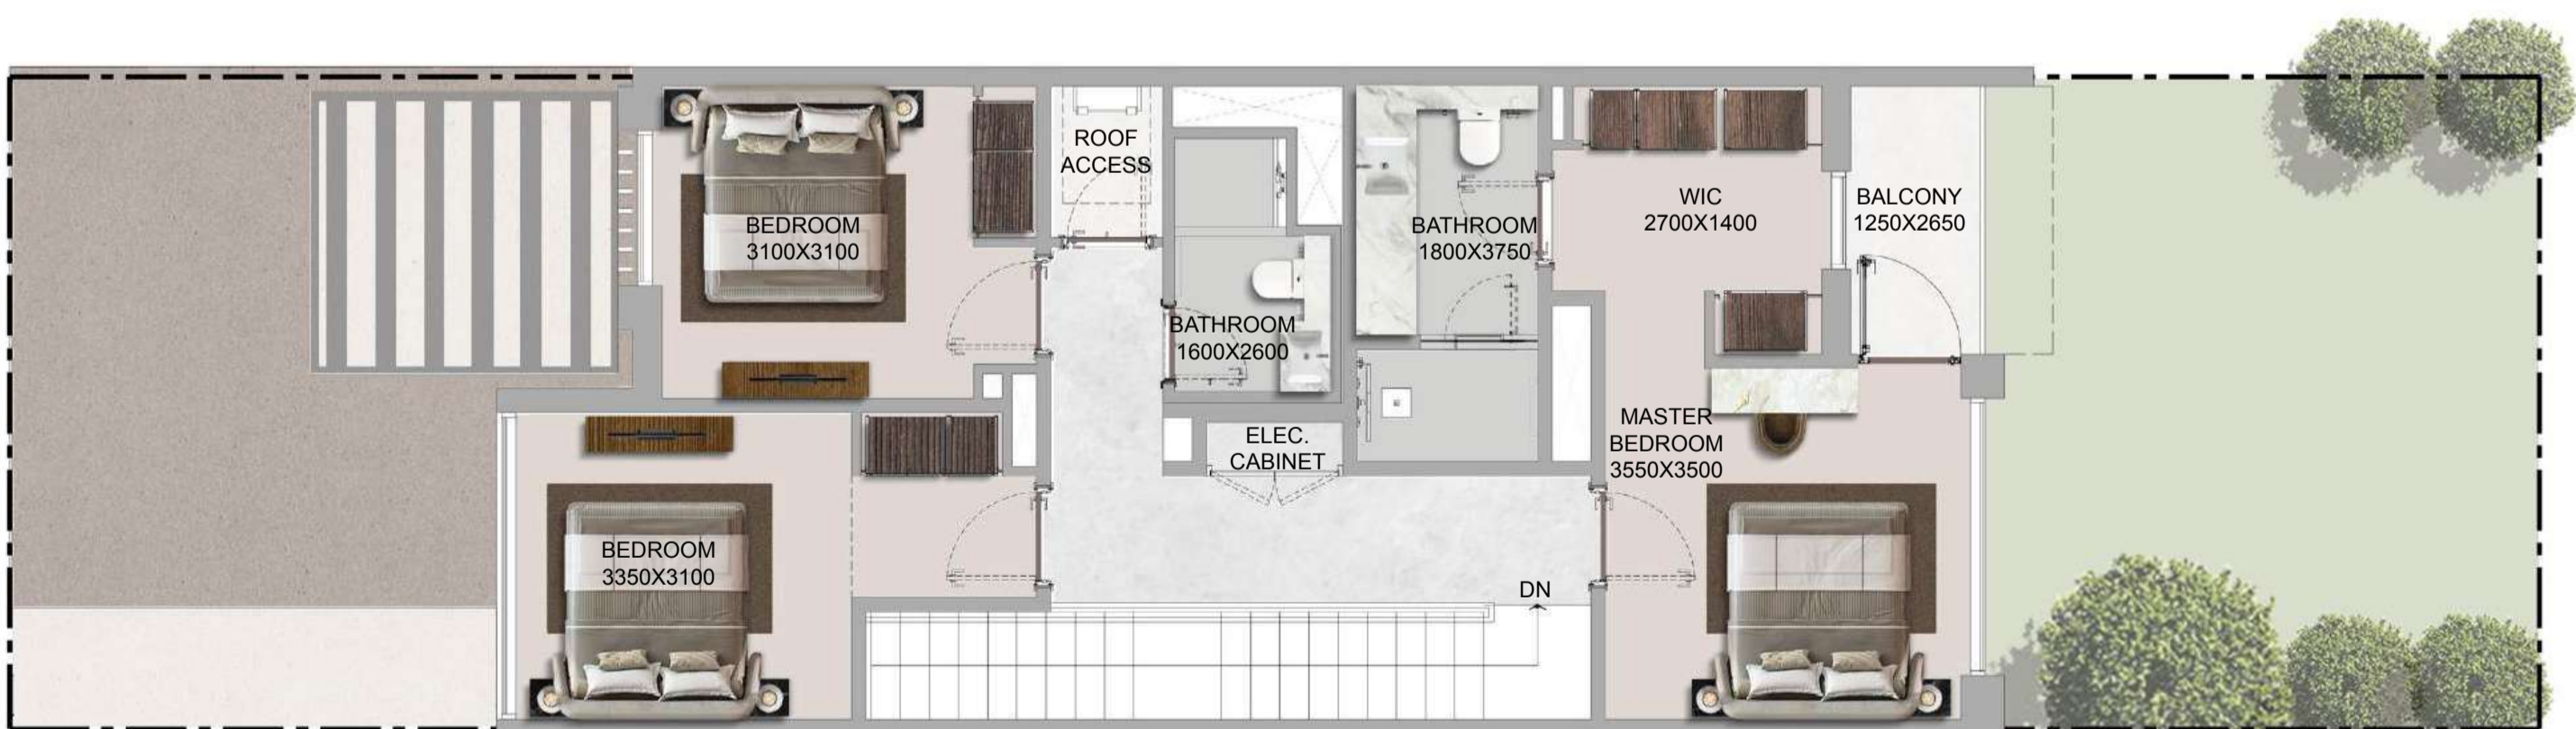 BEDROOM
3100X3100
ROOF
ACCESS
BATHROOM
1600X2600
BATHROOM
1800X3750
WIC
2700X1400
BALCONY
1250X2650
BEDROOM
3350X3100
ELEC.
CABINET
MASTER
BEDROOM
3550X3500
DN